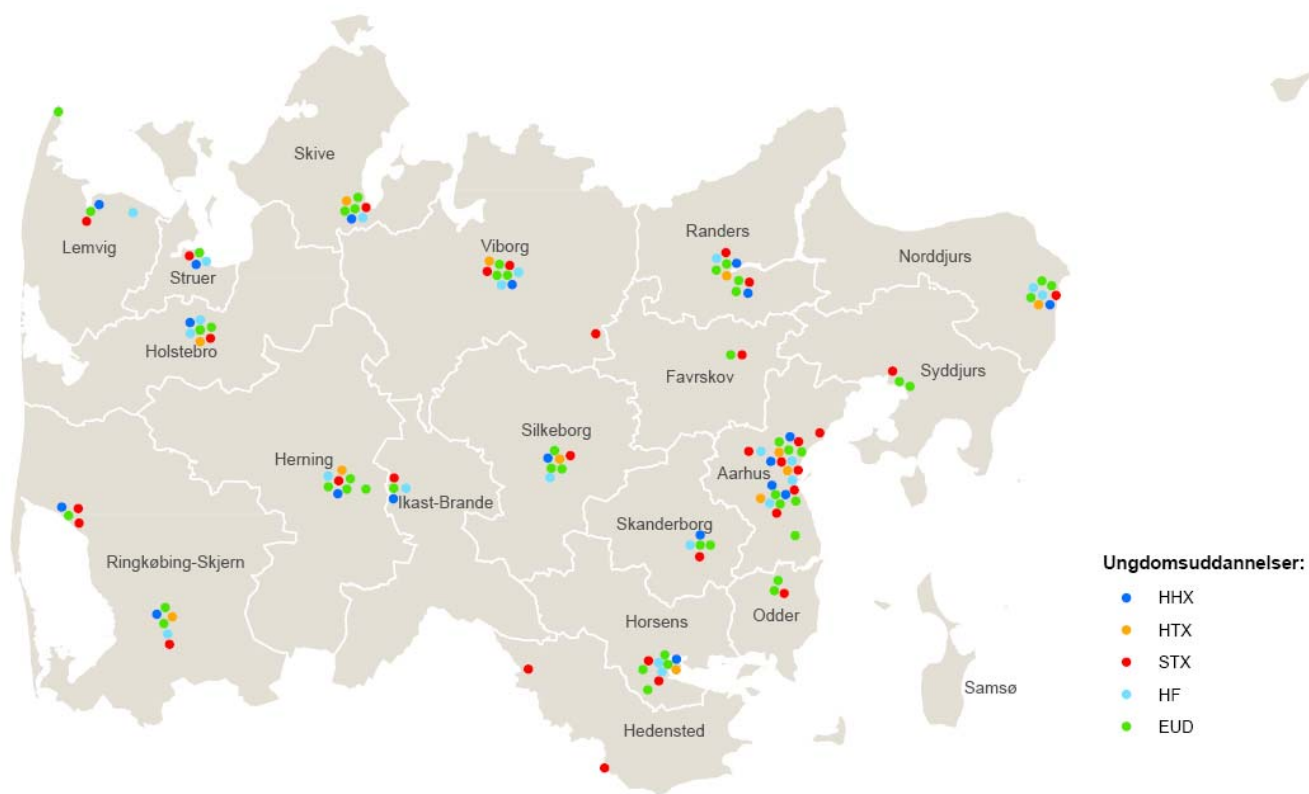 Skive
Lemvig
Struer
Viborg
Randers
Norddjurs
Holstebro
Favrskov
Syddjurs
Silkeborg
Herning
Ikast-Brande
Aarhus
Skanderborg
Ringkøbing-Skjern
Horsens
Odder
Samsø
Hedensted
Ungdomsuddannelser:
HHX
HTX
STX
HF
EUD